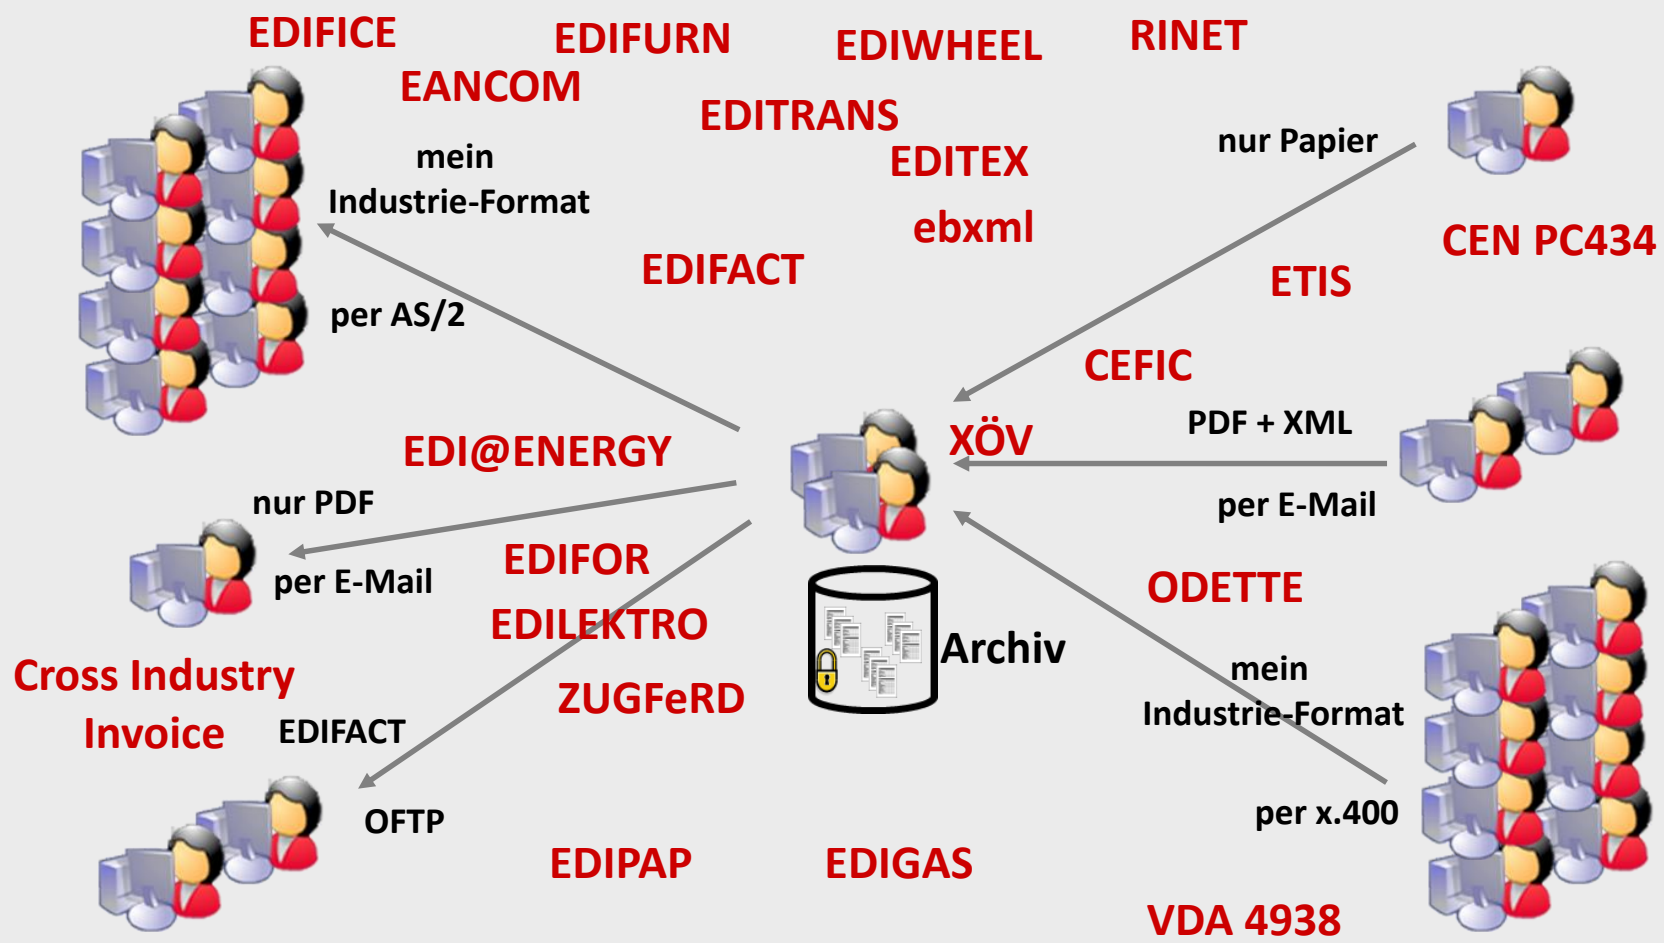 EDIFICE
EDIFURN
EDIWHEEL
RINET
EANCOM
EDITRANS
mein
Industrie-Format
EDITEX
nur Papier
ebxml
CEN PC434
EDIFACT
ETIS
per AS/2
CEFIC
PDF + XML
XÖV
EDI@ENERGY
nur PDF
per E-Mail
per E-Mail
EDIFOR
ODETTE
EDILEKTRO
Archiv
Cross Industry
Invoice
mein
Industrie-Format
ZUGFeRD
EDIFACT
OFTP
per x.400
EDIPAP
EDIGAS
VDA 4938